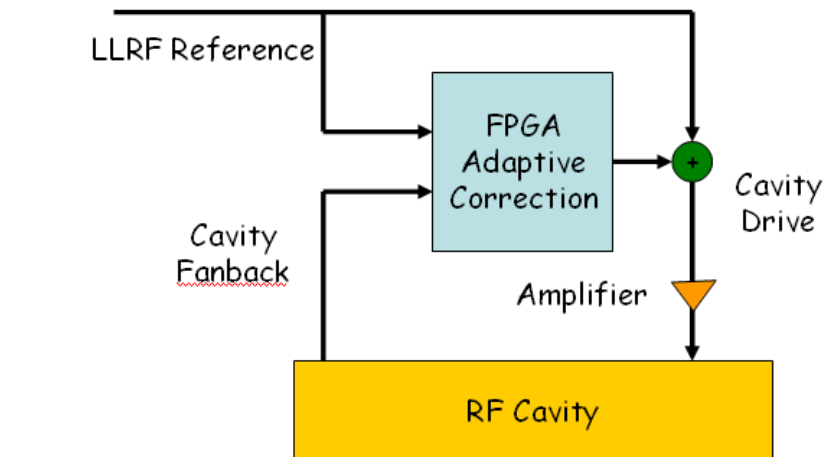 LLRF Reference
FPGA
Adaptive
Correction
+
Cavity
Drive
Cavity
Fanback
Amplifier
RF Cavity